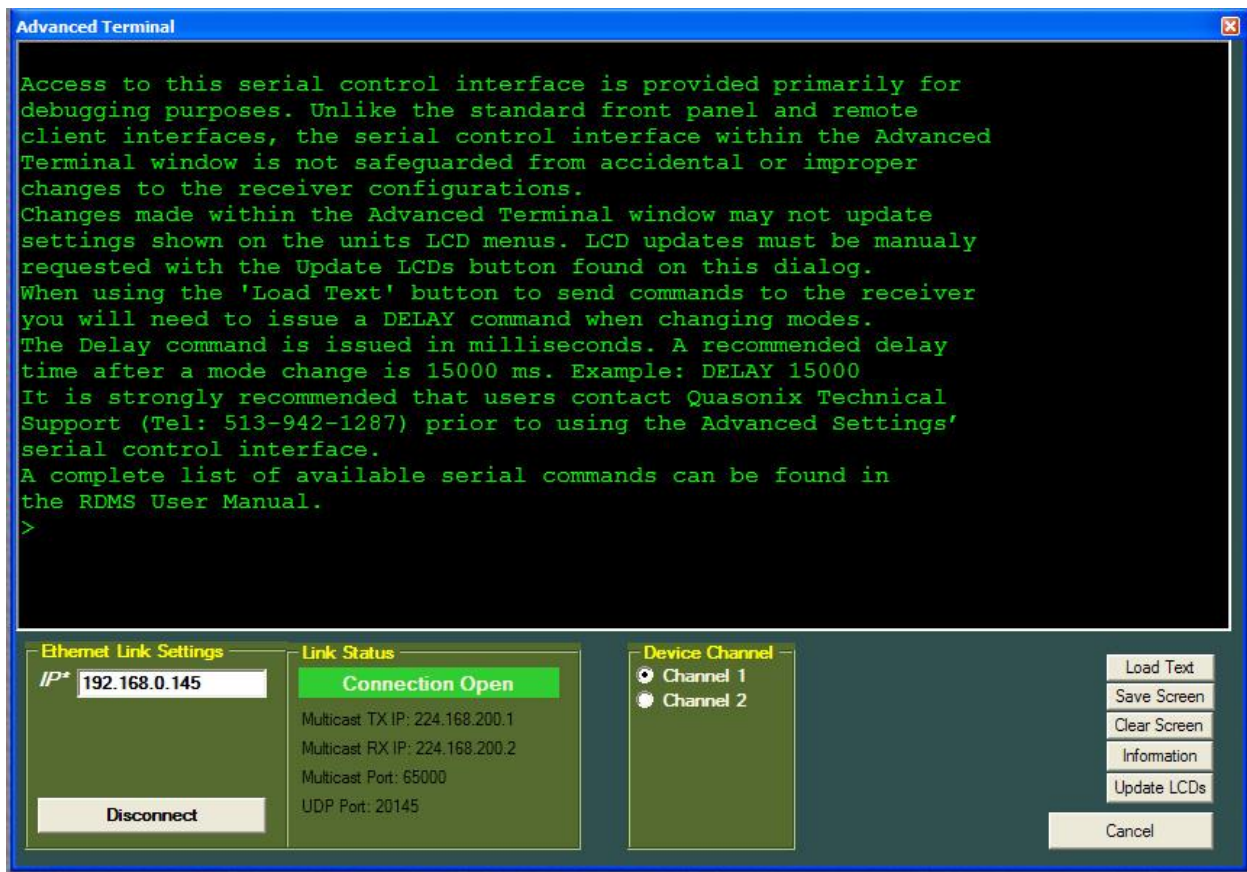 Advanced Terminal
Access to this serial control interface is provided primarily for
debugging purposes. Unlike the standard front panel and remote
client interfaces, the serial control interface within the Advanced
Terminal window is not safeguarded from accidental or improper
changes to the receiver configurations.
Changes made within the Advanced Terminal window may not update
settings shown on the units LCD menus. LCD updates must be manualy
requested with the Update LCDs button found on this dialog.
When using the 'Load Text' button to send commands to the receiver
you will need to issue a DELAY command when changing modes.
The Delay command is issued in milliseconds. A recommended delay
time after a mode change is 15000 ms. Example: DELAY 15000
It is strongly recommended that users contact Quasonix Technical
Support (Tel: 513-942-1287) prior to using the Advanced Settings’
serial control interface.
A complete list of available serial commands can be found in
the RDMS User Manual.
>
Ethernet Link Settings
IP* 192.168.0.145
Disconnect
Link Status
Connection Open
Multicast TX IP: 224.168.200.1
Multicast RX IP: 224.168.200.2
Multicast Port: 65000
UDP Port: 20145
Device Channel
Channel 1
Channel 2
Load Text
Save Screen
Clear Screen
Information
Update LCDs
Cancel